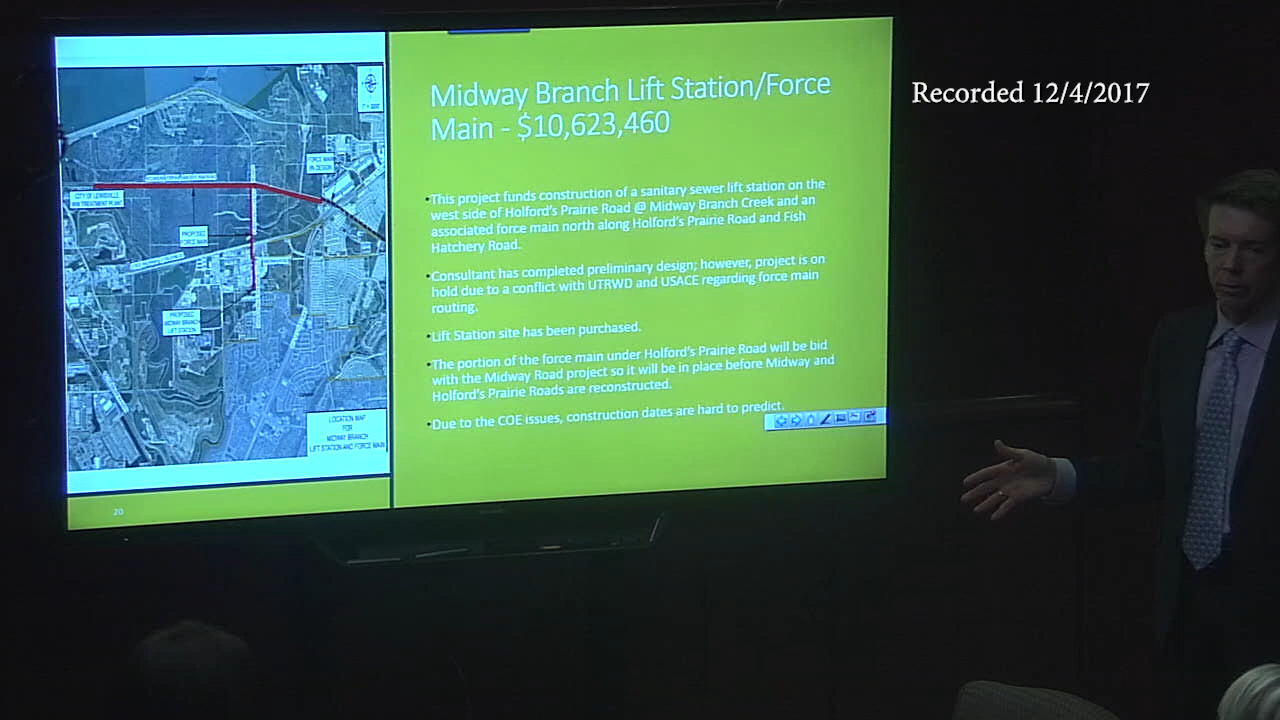 Recorded 12/4/2017
Midway Branch Lift Station/Force
Main - $10,623,460
•This project funds construction of a sanitary sewer lift station on the
west side of Holford's Prairie Road @ Midway Branch Creek and an
associated force main north along Holford's Prairie Road and Fish
Hatchery Road.
•Consultant has completed preliminary design; however, project is on
hold due to a conflict with UTRWD and USACE regarding force main
routing.
•Lift Station site has been purchased.
•The portion of the force main under Holford's Prairie Road will be bid
with the Midway Road project so it will be in place before Midway and
Holford's Prairie Roads are reconstructed.
•Due to the COE issues, construction dates are hard to predict.
FORCE MAIN
IN DESIGN
CITY OF LEWISVILLE
WW TREATMENT PLANT
PROPOSED
FORCE MAIN
PROPOSED
MIDWAY BRANCH
LIFT STATION
LOCATION MAP
FOR
MIDWAY BRANCH
LIFT STATION AND FORCE MAIN
20